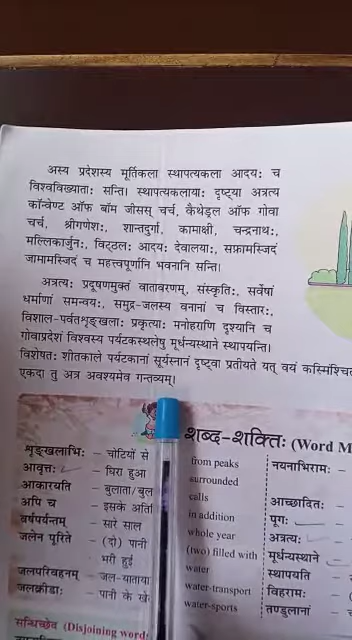 अस्य प्रदेशस्य मूर्तिकला स्थापत्यकला आदयः च
विश्वविख्याताः सन्ति। स्थापत्यकलायाः दृष्ट्या अत्रत्य
कॉन्वेण्ट ऑफ बॉम जीसस् चर्च, कैथेड्रल ऑफ गोवा
चर्च, श्रीगणेशः, शान्तदुर्गा, कामाक्षी, चन्द्रनाथः,
मल्लिकार्जुनः, विट्ठलः आदयः देवालयाः, सफ़ामस्जिदं
जामामस्जिदं च महत्त्वपूर्णानि भवनानि सन्ति।
अत्रत्यः प्रदूषणमुक्तं वातावरणम्, संस्कृतिः, सर्वेषां
धर्माणां समन्वयः, समुद्र-जलस्य वनानां च विस्तारः,
विशाल-पर्वतशृङ्खलाः प्रकृत्याः मनोहराणि दृश्यानि च
गोवाप्रदेशं विश्वस्य पर्यटकस्थलेषु मूर्धन्यस्थाने स्थापयन्ति।
विशेषतः शीतकाले पर्यटकानां सूर्यस्नानं दृष्ट्वा प्रतीयते यत् वयं
एकदा तु अत्र अवश्यमेव गन्तव्यम्।
शब्द-शक्तिः (Word M
शृङ्खलाभिः – चोटियों से from peaks नयनाभिरामः –
आवृत्तः – घिरा हुआ surrounded
आकारयति – बुलाता/बुल calls आच्छादितः –
अपि च – इसके अति in addition पूगः
वर्षपर्यन्तम् – सारे साल whole year अत्रत्यः
जलेन पूरिते – (दो) पानी (two) filled with मूर्धन्यस्थाने
भरी हुई water स्थापयति –
जलपरिवहनम् – जल-याताया water-transport विहरामः –
जलक्रीडाः – पानी के खे water-sports तण्डुलानां –
सन्धिच्छेद (Disjoining word